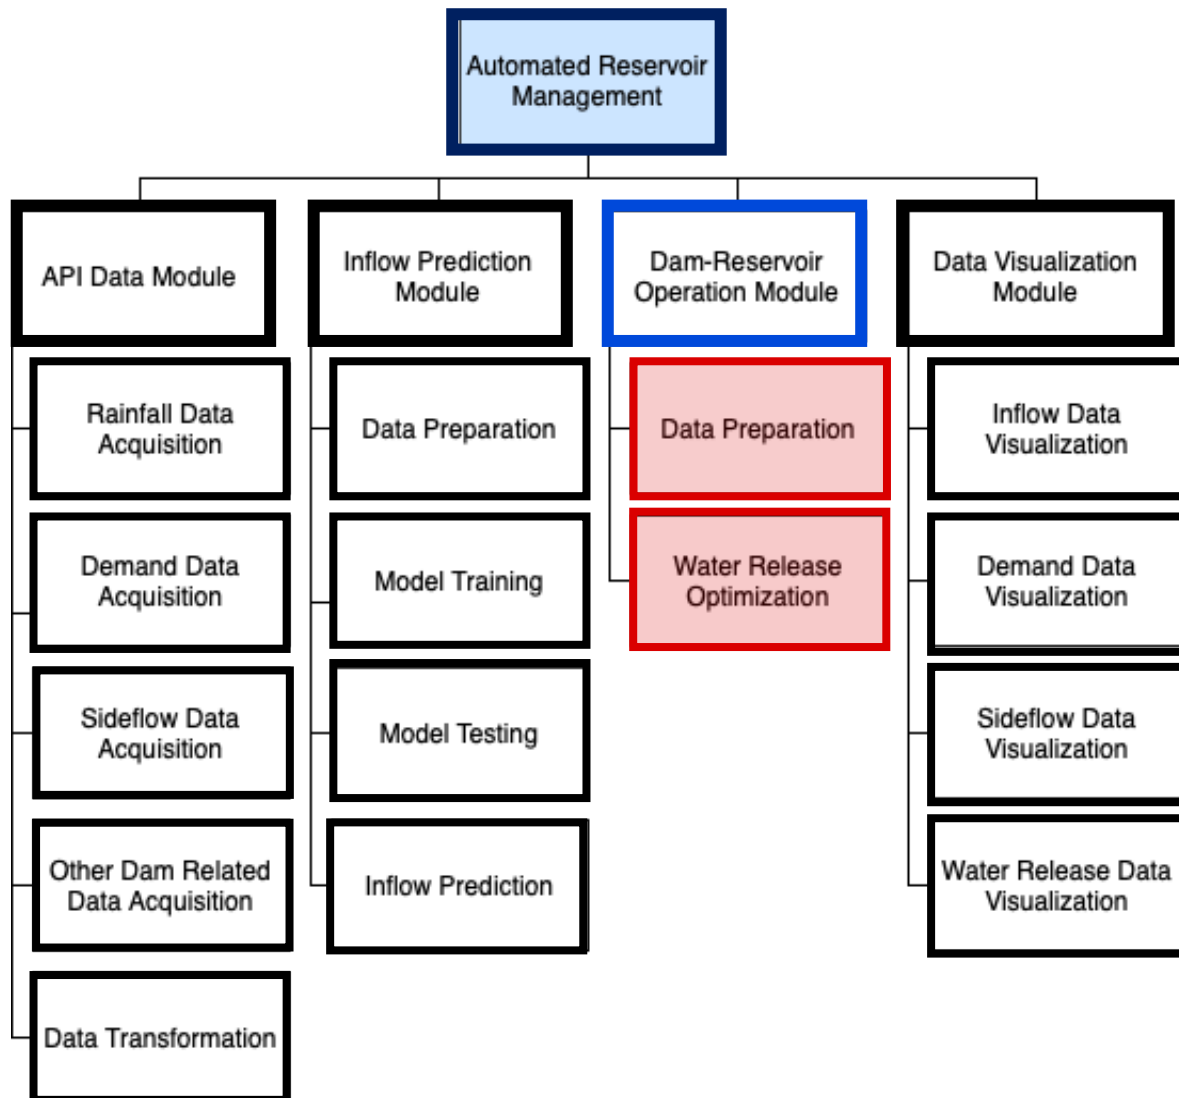 Automated Reservoir
Management
API Data Module
Inflow Prediction
Module
Dam-Reservoir
Operation Module
Data Visualization
Module
Rainfall Data
Acquisition
Demand Data
Acquisition
Sideflow Data
Acquisition
Other Dam Related
Data Acquisition
Data Transformation
Data Preparation
Model Training
Model Testing
Inflow Prediction
Data Preparation
Water Release
Optimization
Inflow Data
Visualization
Demand Data
Visualization
Sideflow Data
Visualization
Water Release Data
Visualization